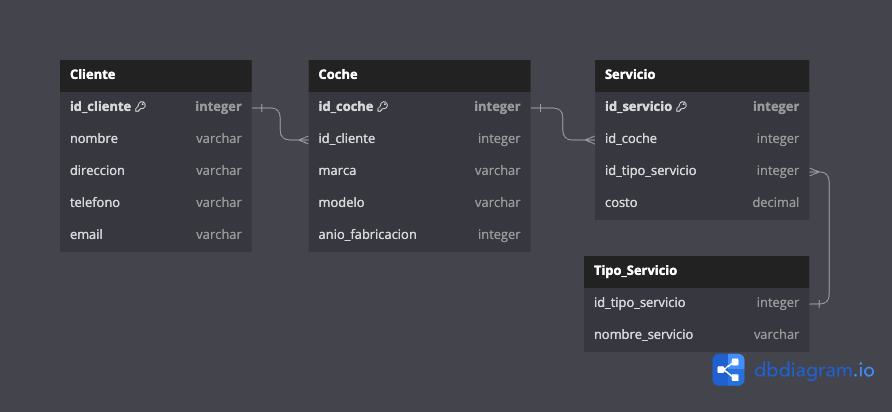 Cliente
id_cliente integer
nombre varchar
direccion varchar
telefono varchar
email varchar
Coche
id_coche integer
id_cliente integer
marca varchar
modelo varchar
anio_fabricacion integer
Servicio
id_servicio integer
id_coche integer
id_tipo_servicio integer
costo decimal
Tipo_Servicio
id_tipo_servicio integer
nombre_servicio varchar
dbdiagram.io